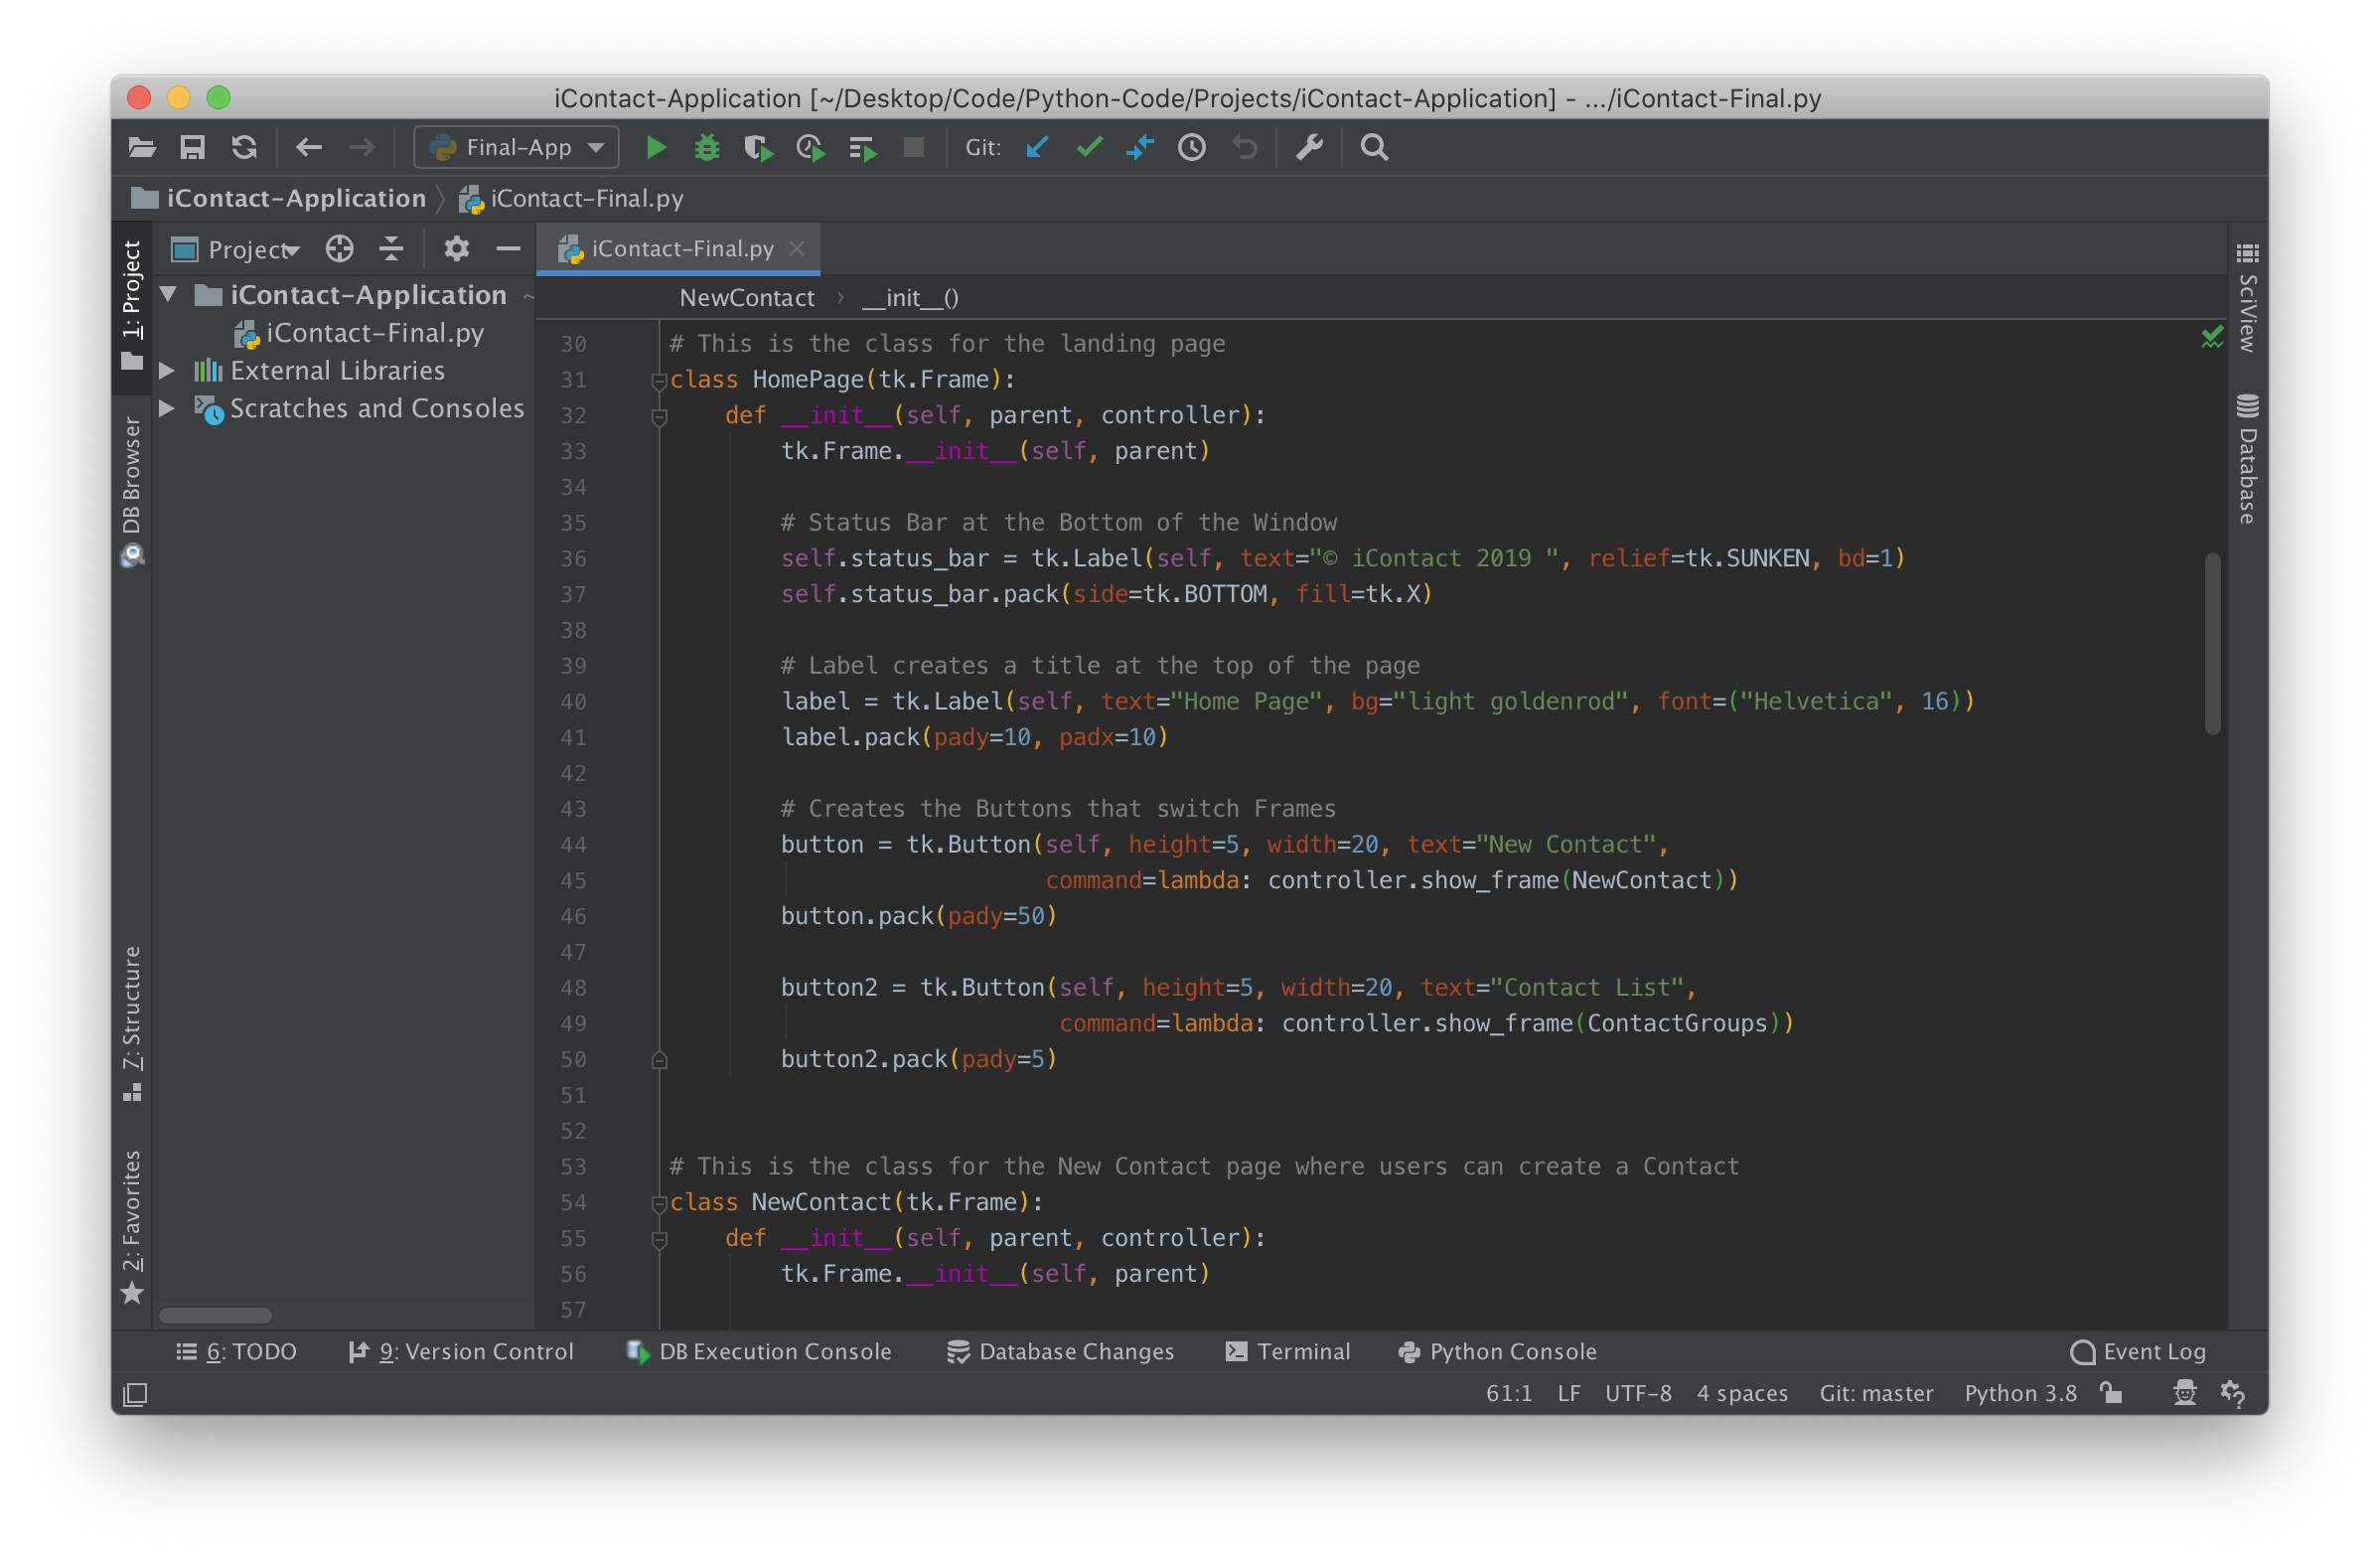 iContact-Application [~/Desktop/Code/Python-Code/Projects/iContact-Application] - .../iContact-Final.py
Final-App
Git:
iContact-Application
iContact-Final.py
1: Project
DB Browser
7: Structure
2: Favorites
Project
iContact-Application ~
iContact-Final.py
External Libraries
Scratches and Consoles
iContact-Final.py
NewContact › __init__()
30 # This is the class for the landing page
31 class HomePage(tk.Frame):
32     def __init__(self, parent, controller):
33         tk.Frame.__init__(self, parent)
34
35         # Status Bar at the Bottom of the Window
36         self.status_bar = tk.Label(self, text="© iContact 2019 ", relief=tk.SUNKEN, bd=1)
37         self.status_bar.pack(side=tk.BOTTOM, fill=tk.X)
38
39         # Label creates a title at the top of the page
40         label = tk.Label(self, text="Home Page", bg="light goldenrod", font=("Helvetica", 16))
41         label.pack(pady=10, padx=10)
42
43         # Creates the Buttons that switch Frames
44         button = tk.Button(self, height=5, width=20, text="New Contact",
45                            command=lambda: controller.show_frame(NewContact))
46         button.pack(pady=50)
47
48         button2 = tk.Button(self, height=5, width=20, text="Contact List",
49                             command=lambda: controller.show_frame(ContactGroups))
50         button2.pack(pady=5)
51
52
53 # This is the class for the New Contact page where users can create a Contact
54 class NewContact(tk.Frame):
55     def __init__(self, parent, controller):
56         tk.Frame.__init__(self, parent)
57
SciView
Database
6: TODO
9: Version Control
DB Execution Console
Database Changes
Terminal
Python Console
Event Log
61:1 LF UTF-8 4 spaces Git: master Python 3.8